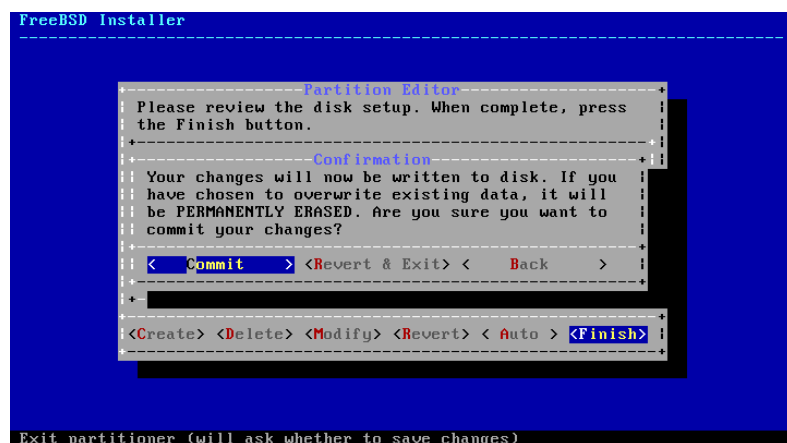 FreeBSD Installer
Partition Editor
Please review the disk setup. When complete, press
the Finish button.
Confirmation
Your changes will now be written to disk. If you
have chosen to overwrite existing data, it will
be PERMANENTLY ERASED. Are you sure you want to
commit your changes?
< Commit > <Revert & Exit> < Back >
<Create> <Delete> <Modify> <Revert> < Auto > <Finish>
Exit partitioner (will ask whether to save changes)